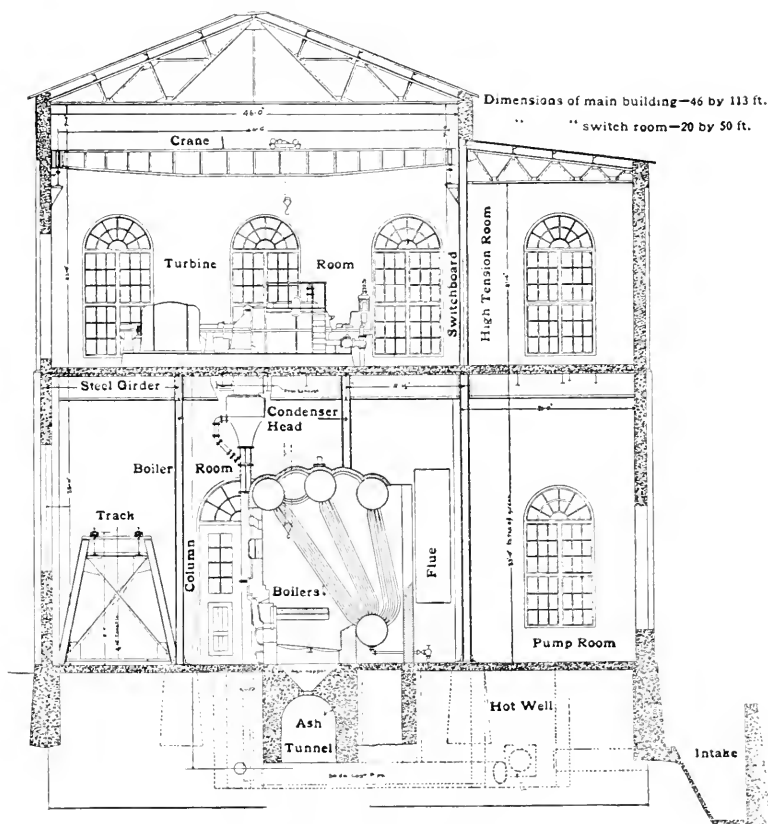 Dimensions of main building—46 by 113 ft.
" " switch room—20 by 50 ft.
46-0"
Crane
Turbine Room
Switchboard
High Tension Room
Steel Girder
Condenser
Head
Boiler Room
Track
Column
Boilers
Flue
Pump Room
Hot Well
Ash
Tunnel
Intake